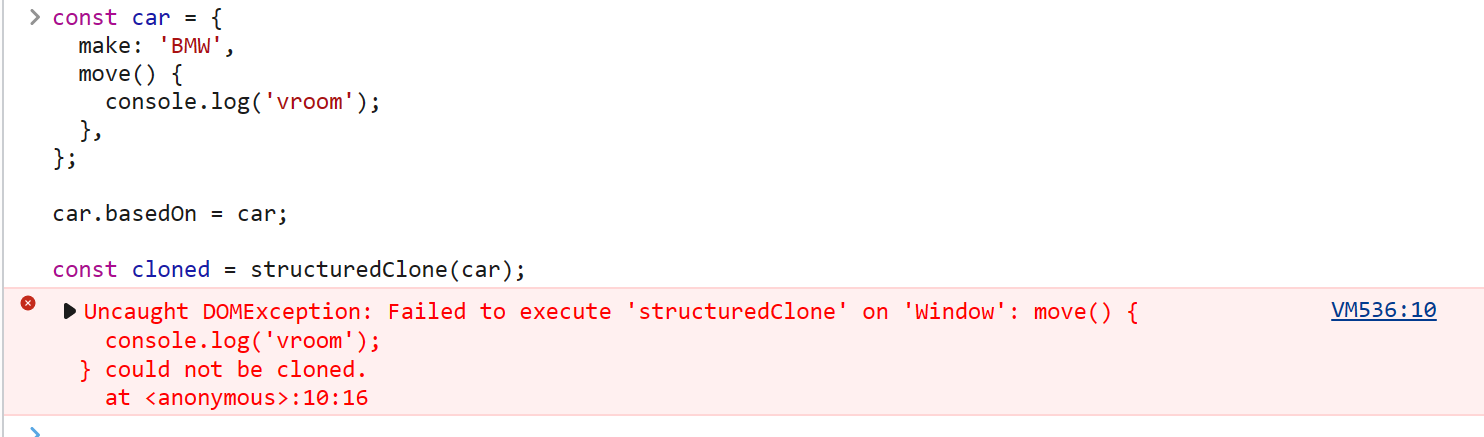 const car = {
  make: 'BMW',
  move() {
    console.log('vroom');
  },
};

car.basedOn = car;

const cloned = structuredClone(car);
Uncaught DOMException: Failed to execute 'structuredClone' on 'Window': move() { VM536:10
    console.log('vroom');
  } could not be cloned.
    at <anonymous>:10:16